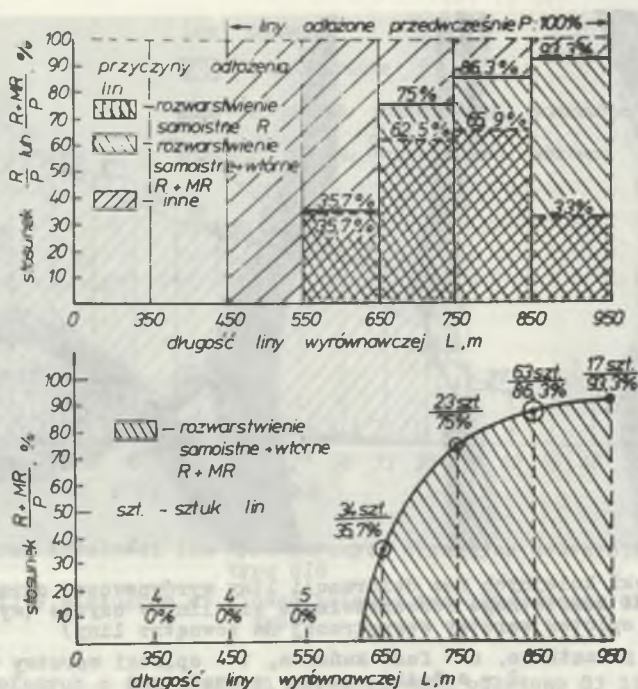 liny odłożone przedwcześnie P: 100%
stosunek R/P lub R+MR/P, %
100
90
80
70
60
50
40
30
20
10
przyczyny odłożenia
lin
- rozwarstwienie
samoistne R
- rozwarstwienie
samoistne+wtórne
R + MR
- inne
35,7%
35,7%
75%
62,5%
86,3%
65,9%
93,3%
33%
0 350 450 550 650 750 850 950
długość liny wyrównawczej L,m
stosunek R+MR/P, %
100
90
80
70
60
50
40
30
20
10
- rozwarstwienie
samoistne+wtórne
R + MR
szt. - sztuk lin
4
0%
4
0%
5
0%
34 szt.
35,7%
23 szt.
75%
63 szt.
86,3%
17 szt.
93,3%
0 350 450 550 650 750 850 950
długość liny wyrównawczej L,m